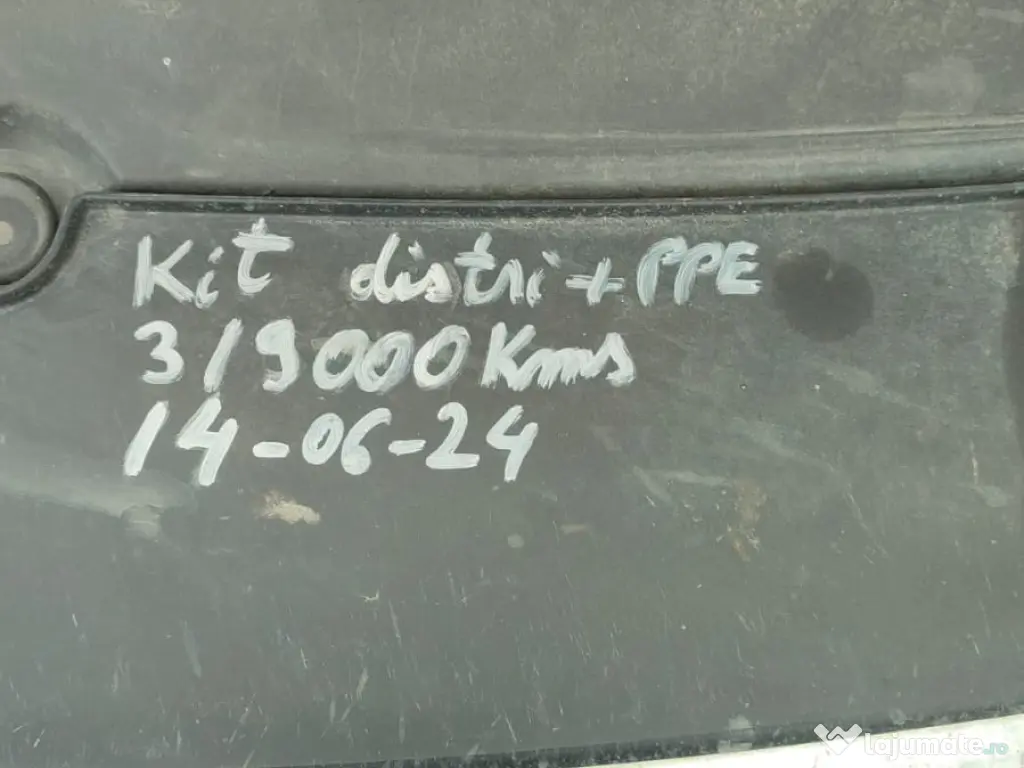 Kit distri + PPE
319000 Kms
14-06-24
lajumate.ro